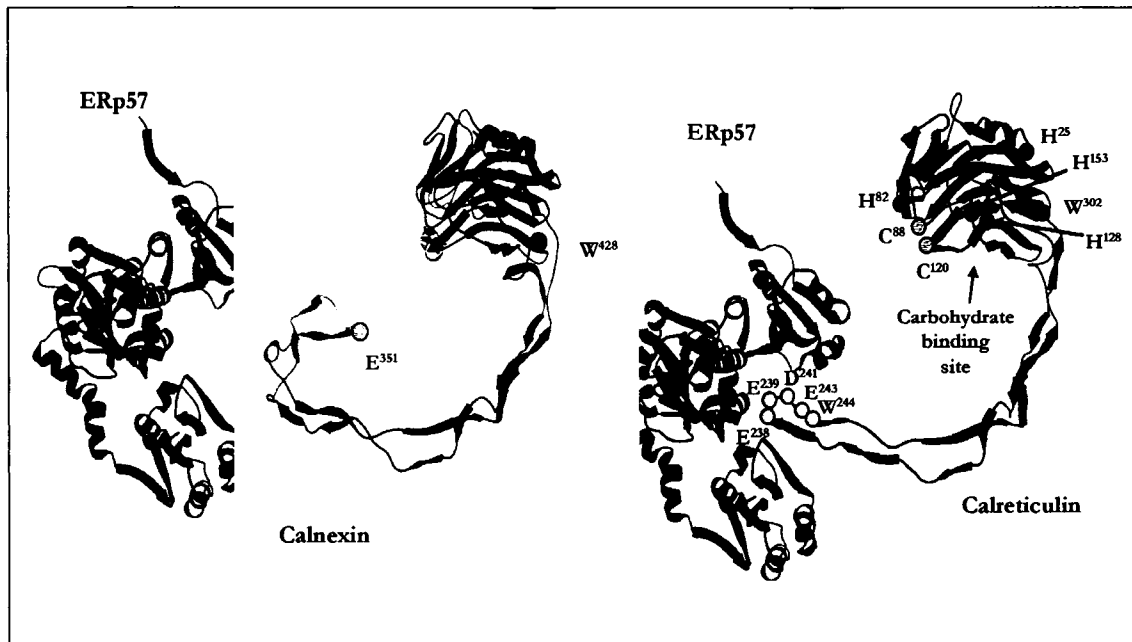 ERp57
W⁴²⁸
E³⁵¹
Calnexin
ERp57
H²⁵
H¹⁵³
H⁸²
W³⁰²
C⁸⁸
H¹²⁸
C¹²⁰
Carbohydrate
binding
site
D²⁴¹
E²³⁹
E²⁴³
W²⁴⁴
E²³⁸
Calreticulin